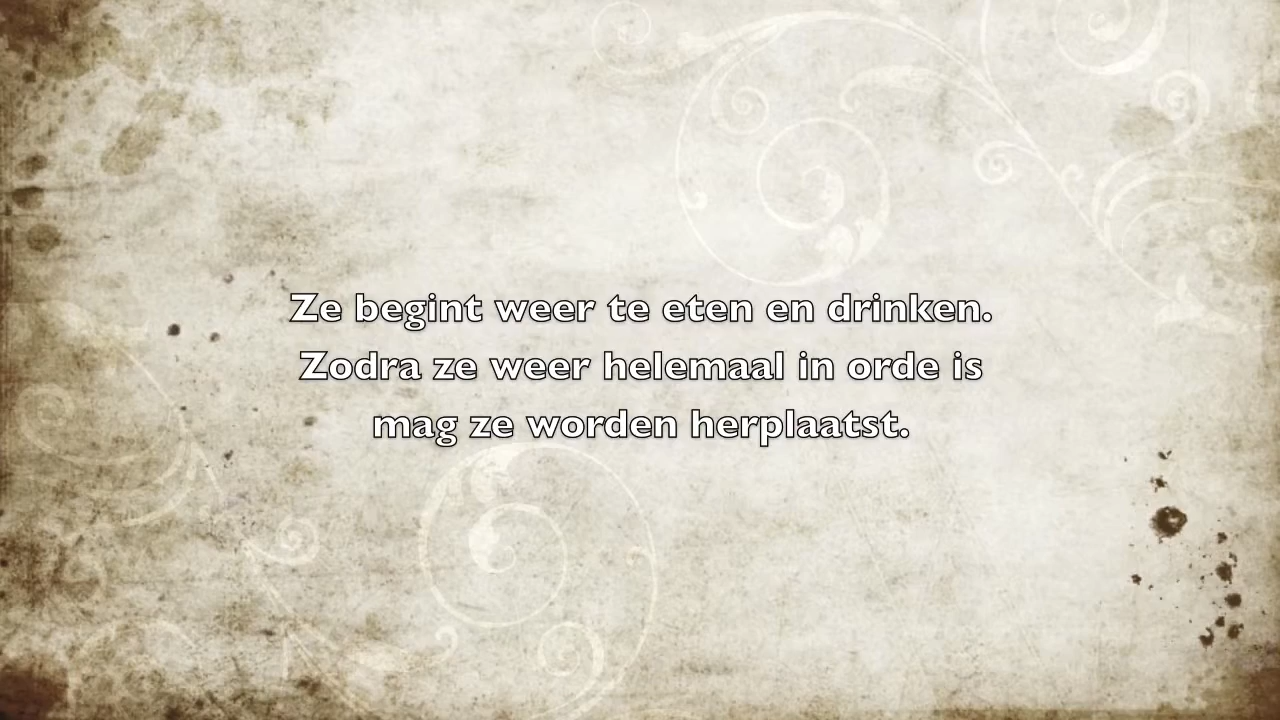 Ze begint weer te eten en drinken.
Zodra ze weer helemaal in orde is
mag ze worden herplaatst.